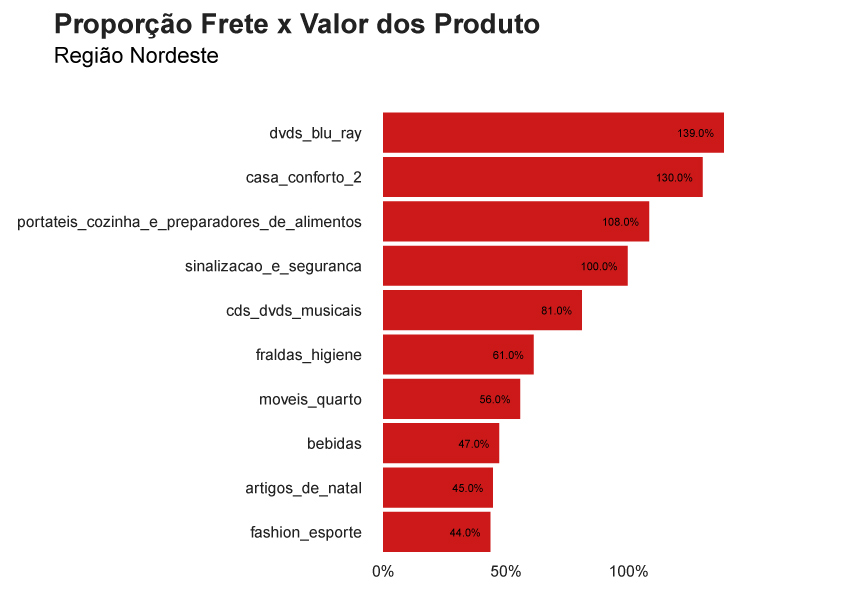 Proporção Frete x Valor dos Produto
Região Nordeste
dvds_blu_ray 139.0%
casa_conforto_2 130.0%
portateis_cozinha_e_preparadores_de_alimentos 108.0%
sinalizacao_e_seguranca 100.0%
cds_dvds_musicais 81.0%
fraldas_higiene 61.0%
moveis_quarto 56.0%
bebidas 47.0%
artigos_de_natal 45.0%
fashion_esporte 44.0%
0% 50% 100%